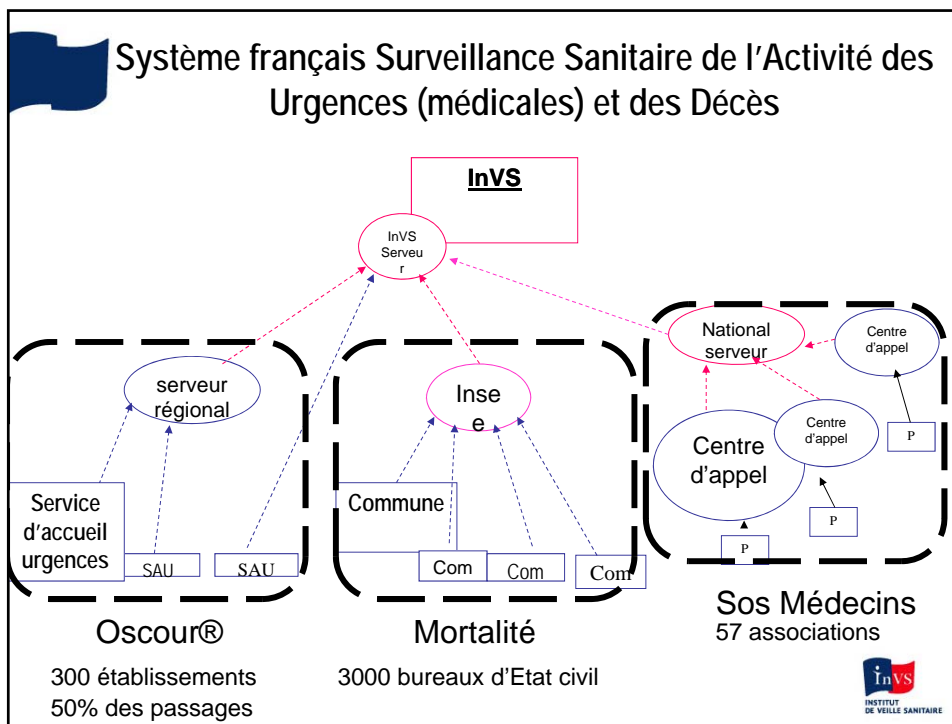 Système français Surveillance Sanitaire de l'Activité des
Urgences (médicales) et des Décès
InVS
InVS
Serveu
r
National
serveur
Centre
d'appel
serveur
régional
Inse
e
Centre
d'appel
Centre
d'appel
P
Service
d'accueil
urgences
SAU
SAU
Commune
Com
Com
Com
P
P
Oscour®
300 établissements
50% des passages
Mortalité
3000 bureaux d'Etat civil
Sos Médecins
57 associations
InVS
INSTITUT
DE VEILLE SANITAIRE